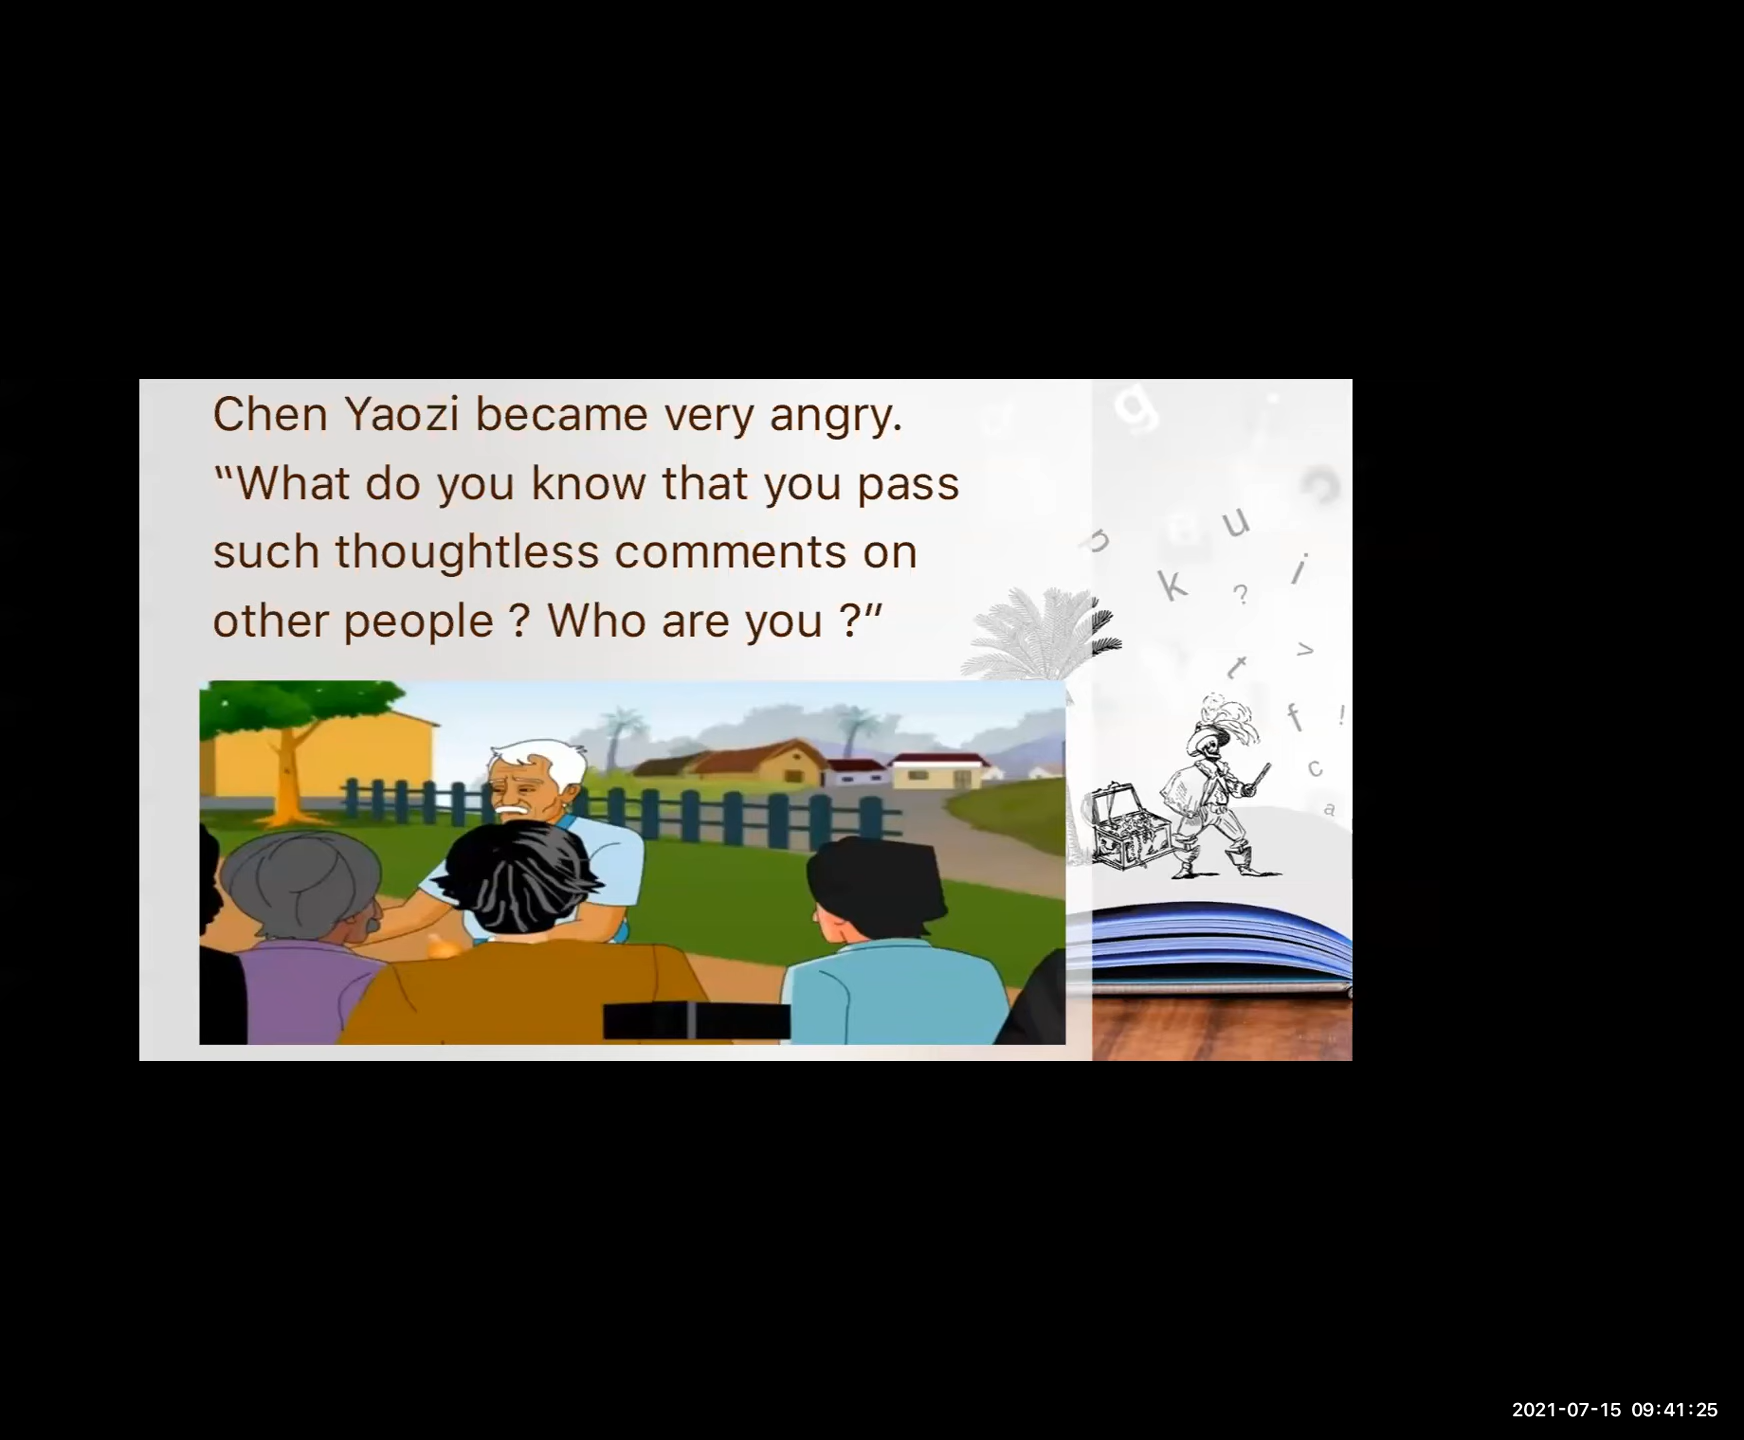 Chen Yaozi became very angry.
“What do you know that you pass
such thoughtless comments on
other people ? Who are you ?”
g
i
u
k
?
i
t
>
f
!
c
a
2021-07-15 09:41:25